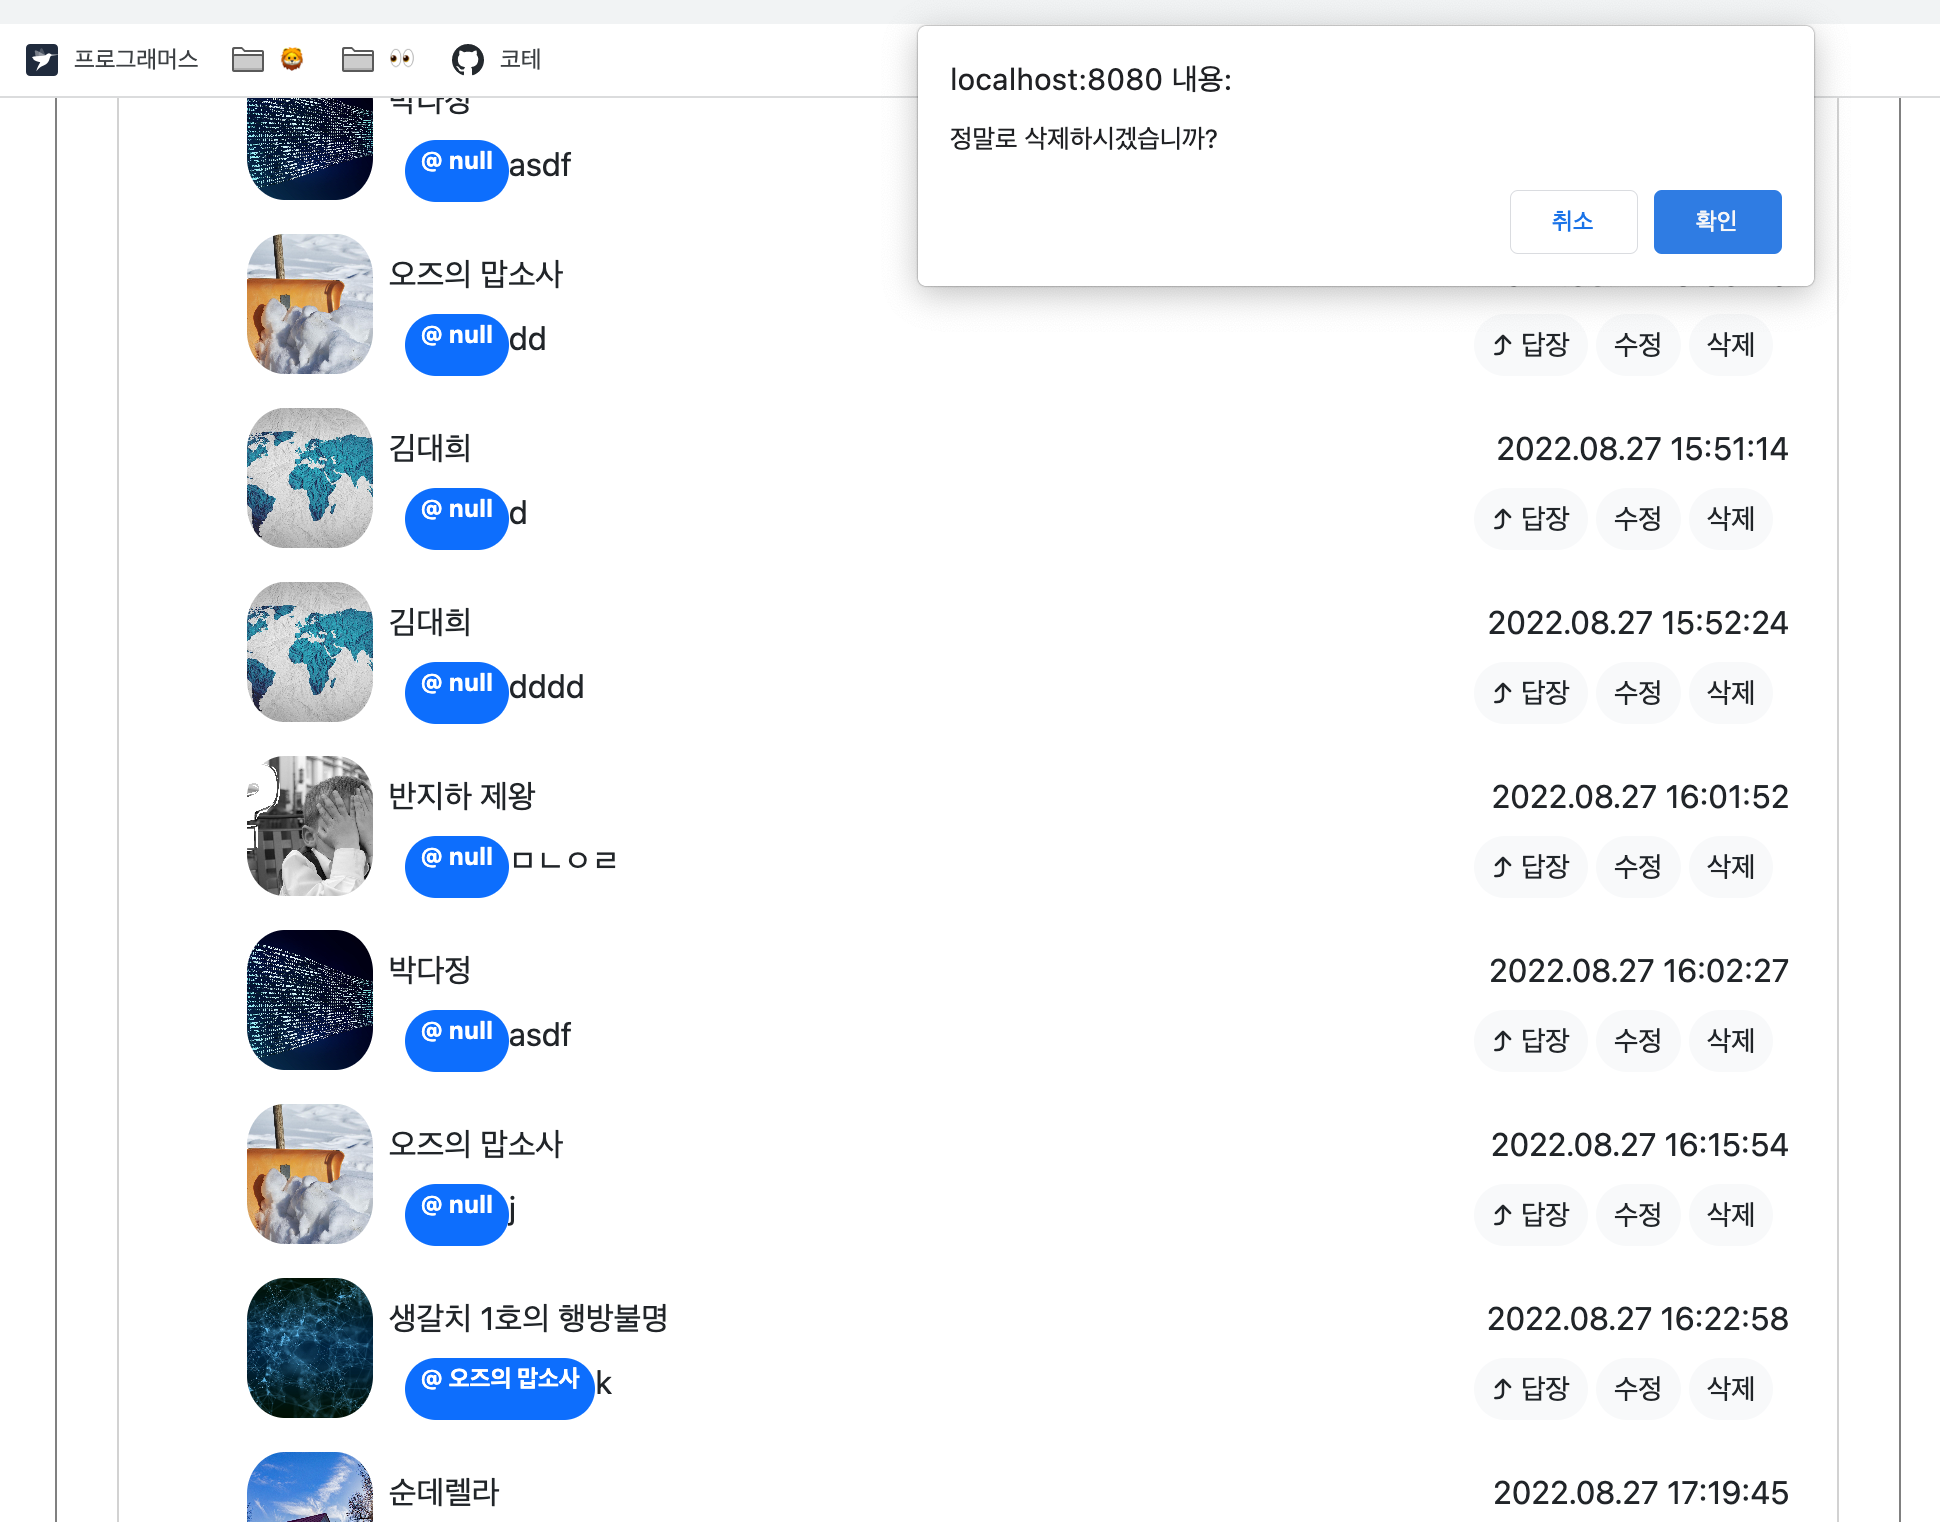 프로그래머스
코테
localhost:8080 내용:
정말로 삭제하시겠습니까?
취소 확인
박다정
@ null asdf
오즈의 맙소사
@ null dd
⤴ 답장 수정 삭제
김대희 2022.08.27 15:51:14
@ null d
⤴ 답장 수정 삭제
김대희 2022.08.27 15:52:24
@ null dddd
⤴ 답장 수정 삭제
반지하 제왕 2022.08.27 16:01:52
@ null ㅁㄴㅇㄹ
⤴ 답장 수정 삭제
박다정 2022.08.27 16:02:27
@ null asdf
⤴ 답장 수정 삭제
오즈의 맙소사 2022.08.27 16:15:54
@ null j
⤴ 답장 수정 삭제
생갈치 1호의 행방불명 2022.08.27 16:22:58
@ 오즈의 맙소사 k
⤴ 답장 수정 삭제
순데렐라 2022.08.27 17:19:45